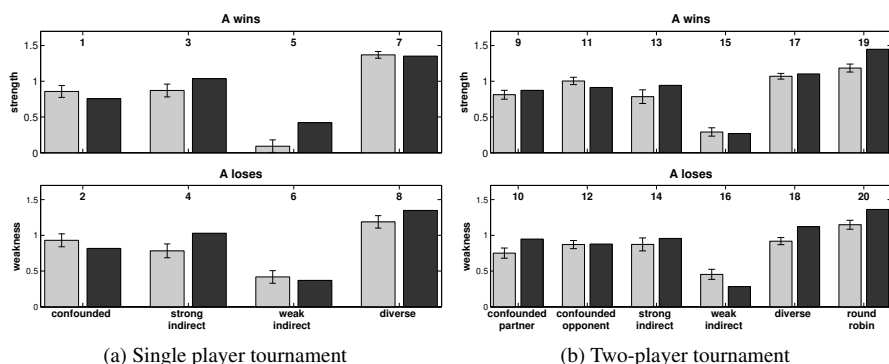 A wins
1 3 5 7
1.5
1
0.5
0
strength
A loses
2 4 6 8
1.5
1
0.5
0
weakness
confounded strong indirect weak indirect diverse
(a) Single player tournament
A wins
9 11 13 15 17 19
1.5
1
0.5
0
strength
A loses
10 12 14 16 18 20
1.5
1
0.5
0
weakness
confounded partner confounded opponent strong indirect weak indirect diverse round robin
(b) Two-player tournament